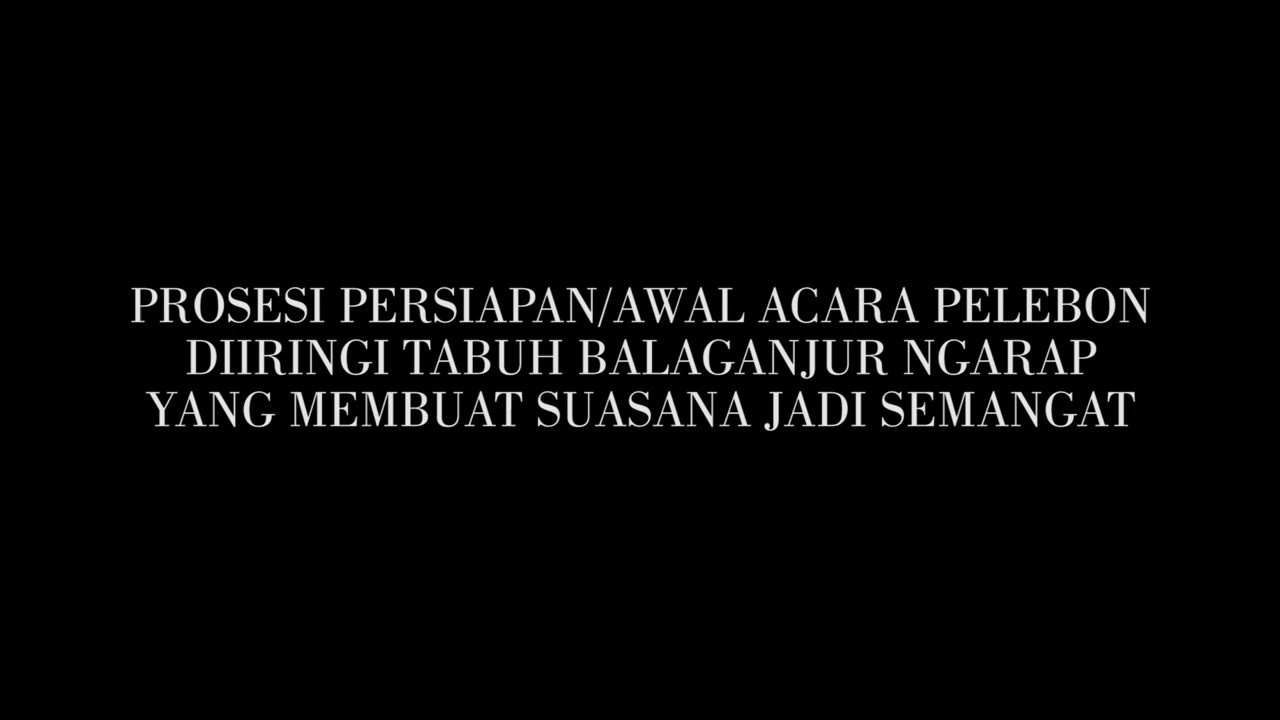 PROSESI PERSIAPAN/AWAL ACARA PELEBON
DIIRINGI TABUH BALAGANJUR NGARAP
YANG MEMBUAT SUASANA JADI SEMANGAT